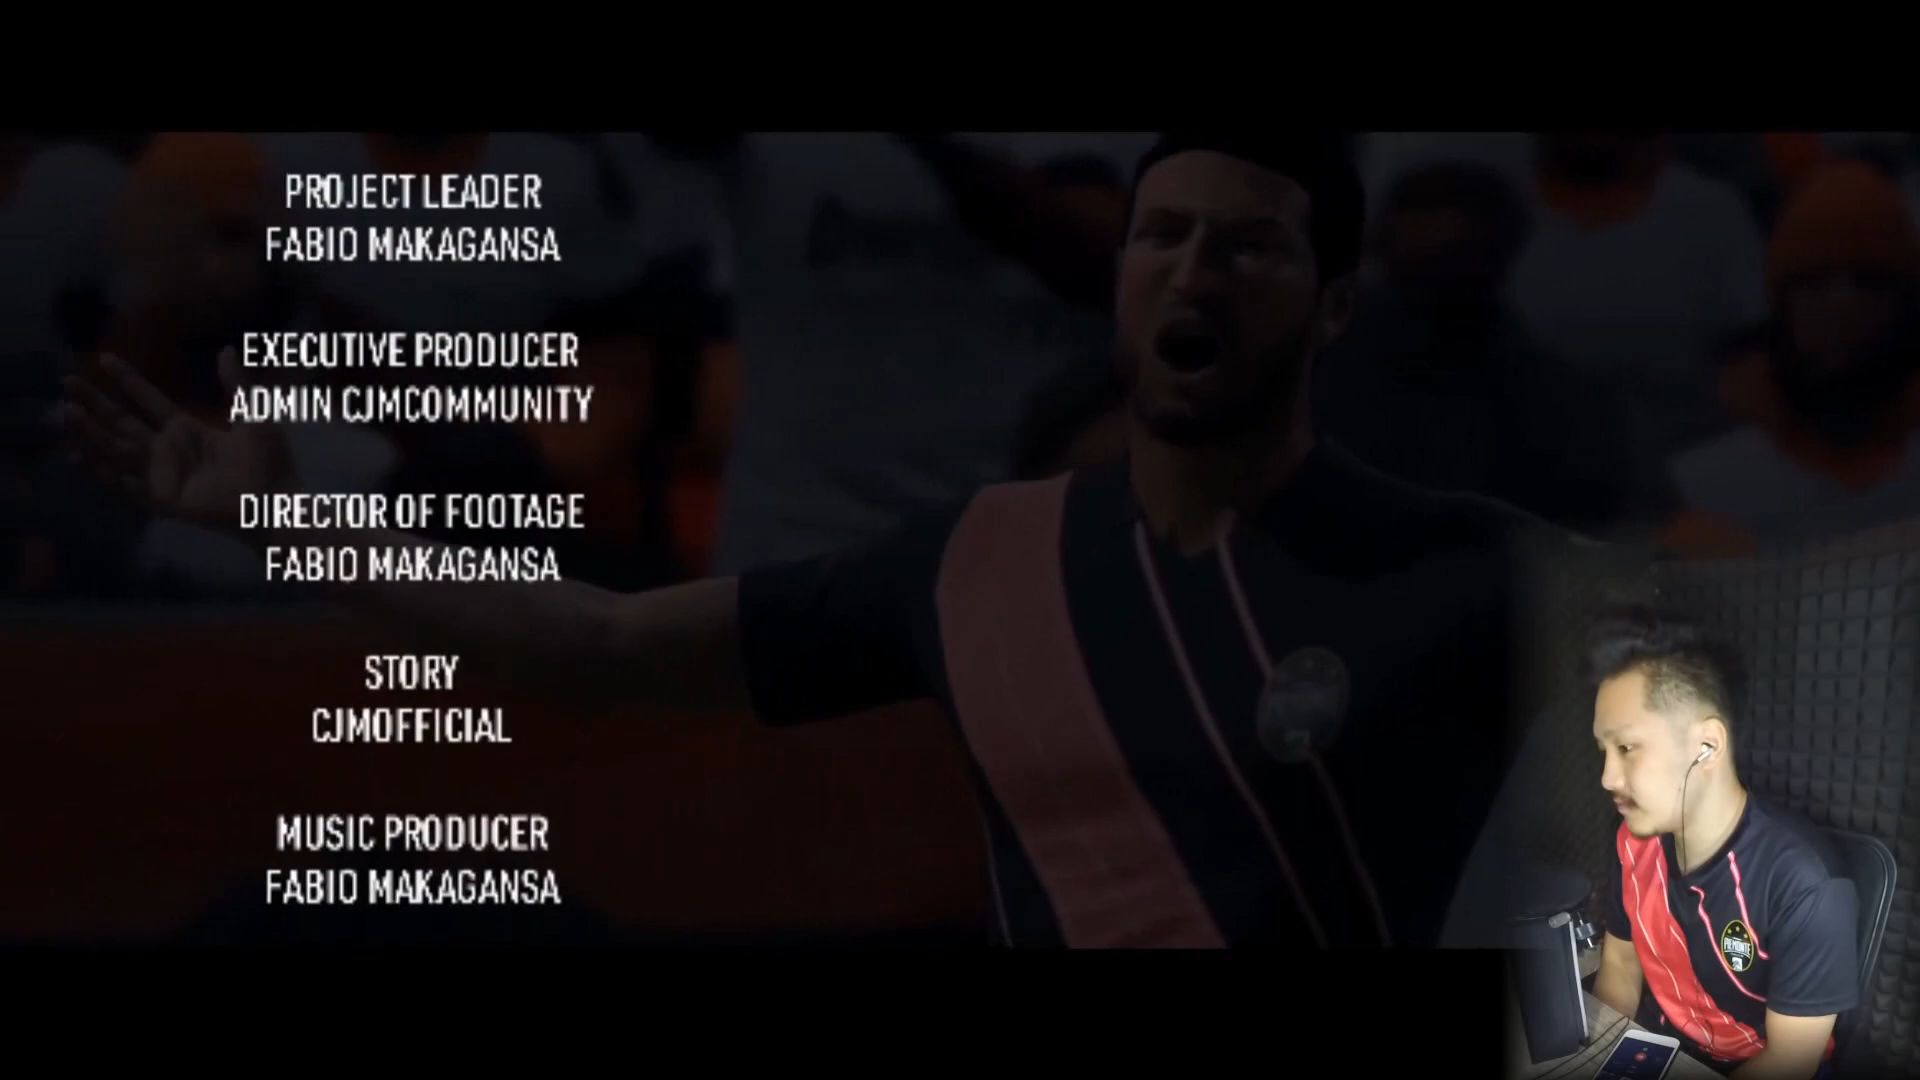 PROJECT LEADER
FABIO MAKAGANSA
EXECUTIVE PRODUCER
ADMIN CJMCOMMUNITY
DIRECTOR OF FOOTAGE
FABIO MAKAGANSA
STORY
CJMOFFICIAL
MUSIC PRODUCER
FABIO MAKAGANSA
PIEMONTE